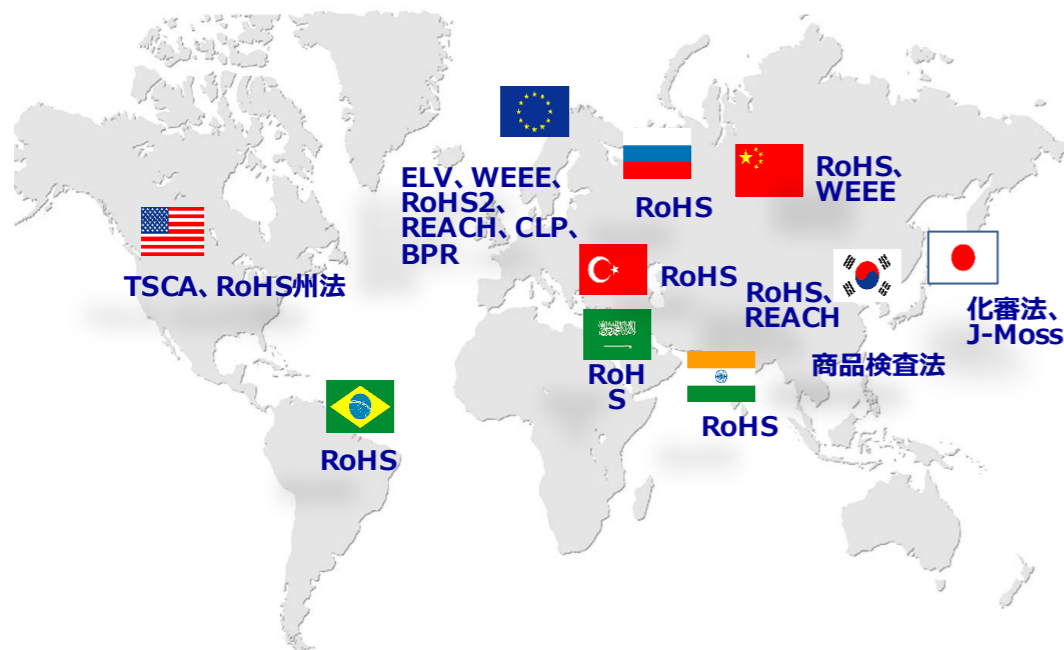 ELV、WEEE、
RoHS2、
REACH、CLP、
BPR
RoHS
RoHS、
WEEE
TSCA、RoHS州法
RoHS
RoHS、
REACH
化審法、
J-Moss
商品検査法
RoH
S
RoHS
RoHS